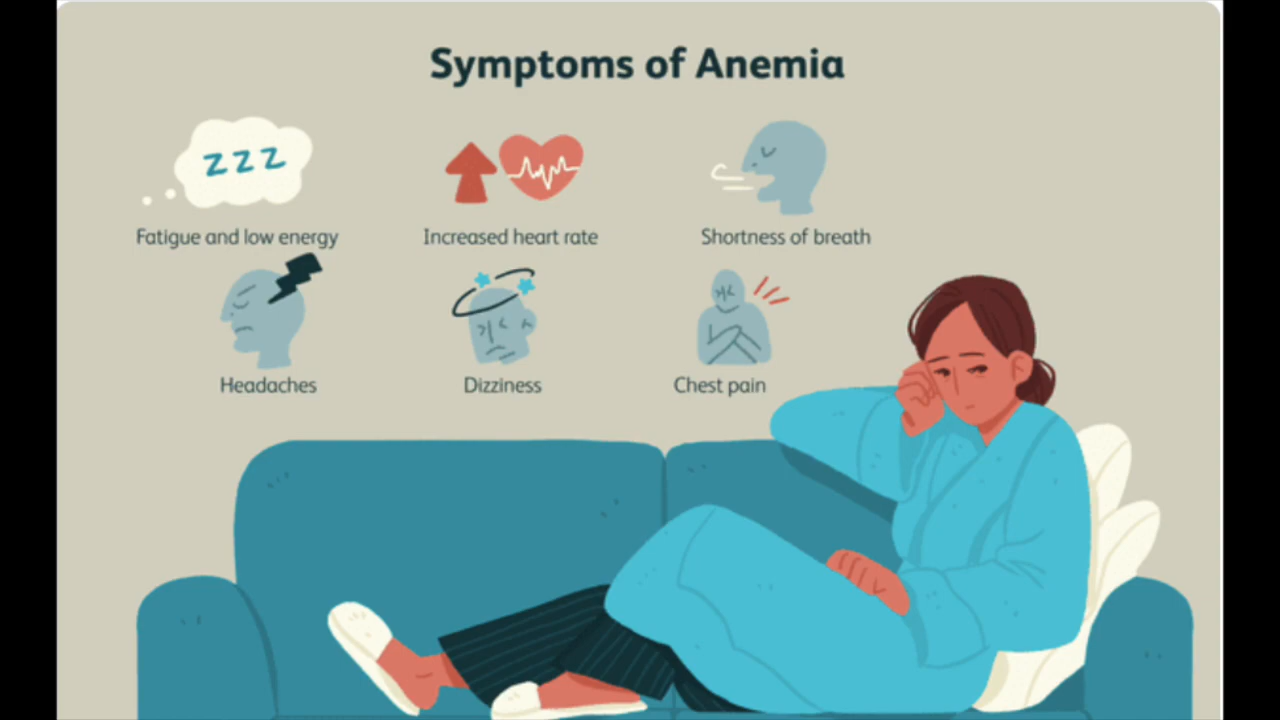 Symptoms of Anemia
z z z
Fatigue and low energy
Increased heart rate
Shortness of breath
Headaches
Dizziness
Chest pain